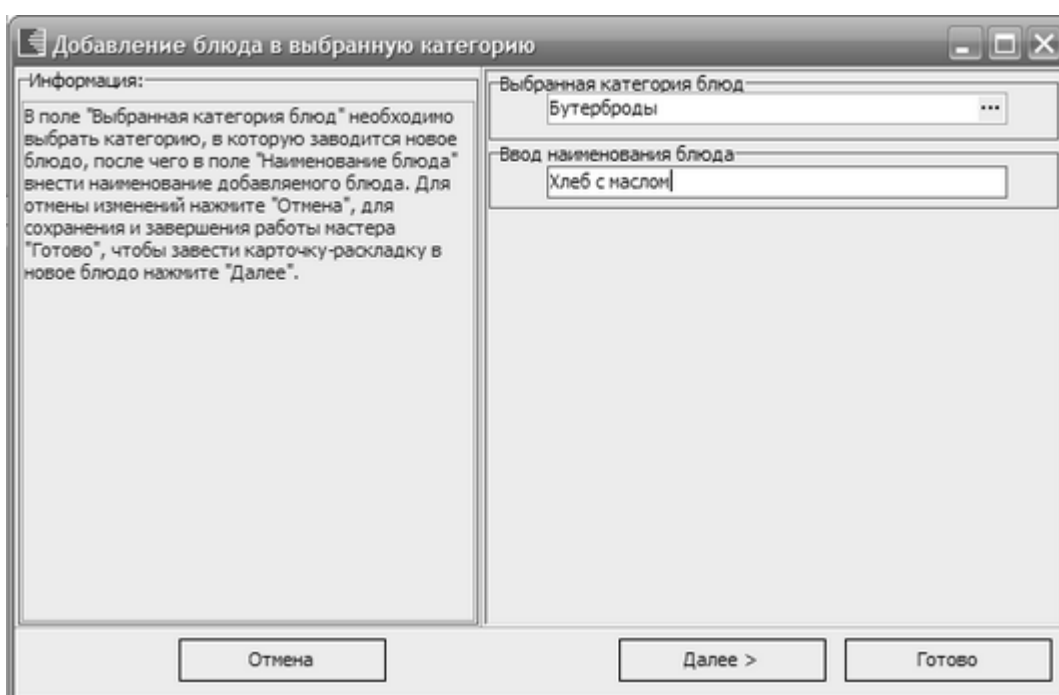 Добавление блюда в выбранную категорию
Информация:
В поле "Выбранная категория блюд" необходимо
выбрать категорию, в которую заводится новое
блюдо, после чего в поле "Наименование блюда"
внести наименование добавляемого блюда. Для
отмены изменений нажмите "Отмена", для
сохранения и завершения работы мастера
"Готово", чтобы завести карточку-раскладку в
новое блюдо нажмите "Далее".
Выбранная категория блюд
Бутерброды ...
Ввод наименования блюда
Хлеб с маслом
Отмена
Далее >
Готово